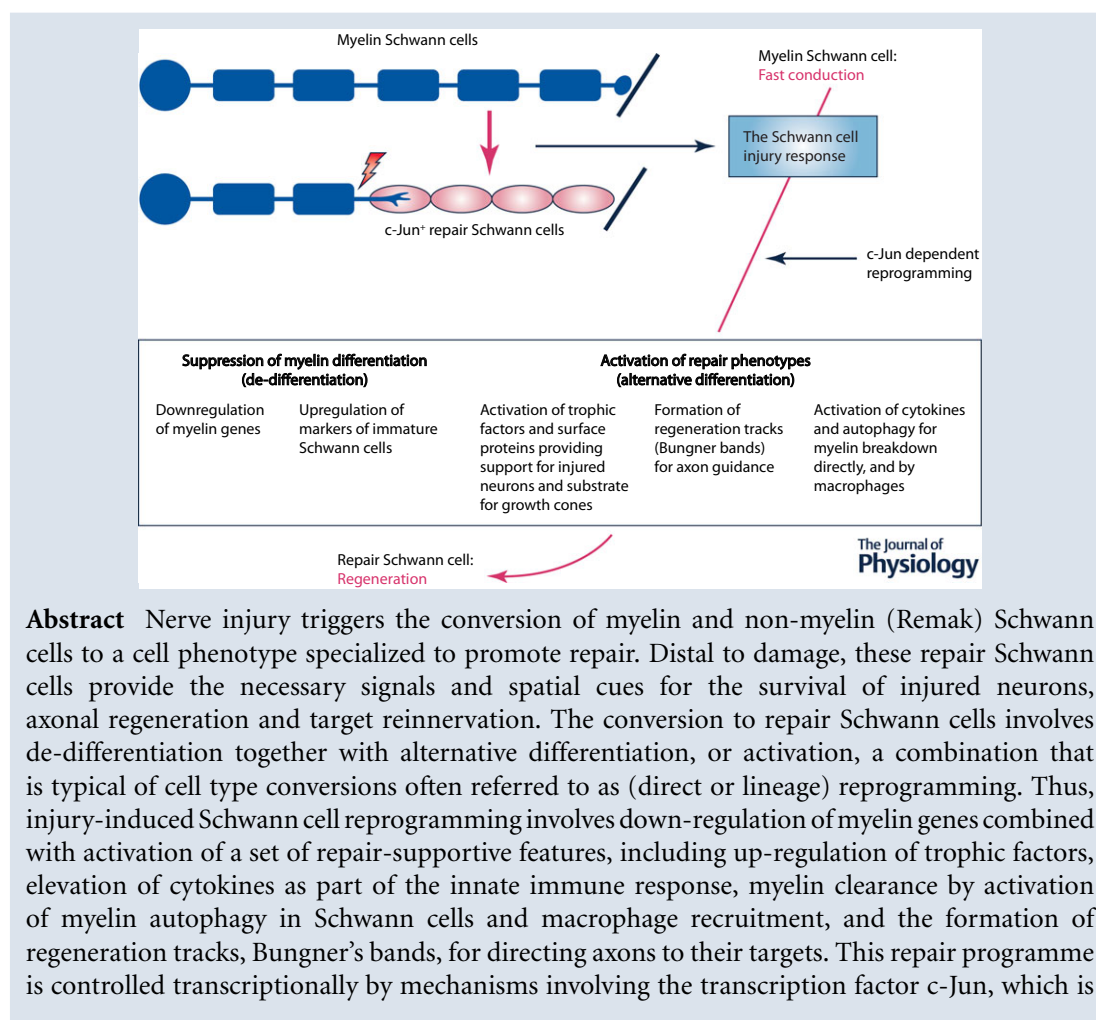 Myelin Schwann cells
Myelin Schwann cell:
Fast conduction
The Schwann cell
injury response
c-Jun⁺ repair Schwann cells
c-Jun dependent
reprogramming
Suppression of myelin differentiation
(de-differentiation)
Activation of repair phenotypes
(alternative differentiation)
Downregulation
of myelin genes
Upregulation of
markers of immature
Schwann cells
Activation of trophic
factors and surface
proteins providing
support for injured
neurons and substrate
for growth cones
Formation of
regeneration tracks
(Bungner bands)
for axon guidance
Activation of cytokines
and autophagy for
myelin breakdown
directly, and by
macrophages
Repair Schwann cell:
Regeneration
The Journal of
Physiology
Abstract Nerve injury triggers the conversion of myelin and non-myelin (Remak) Schwann
cells to a cell phenotype specialized to promote repair. Distal to damage, these repair Schwann
cells provide the necessary signals and spatial cues for the survival of injured neurons,
axonal regeneration and target reinnervation. The conversion to repair Schwann cells involves
de-differentiation together with alternative differentiation, or activation, a combination that
is typical of cell type conversions often referred to as (direct or lineage) reprogramming. Thus,
injury-induced Schwann cell reprogramming involves down-regulation of myelin genes combined
with activation of a set of repair-supportive features, including up-regulation of trophic factors,
elevation of cytokines as part of the innate immune response, myelin clearance by activation
of myelin autophagy in Schwann cells and macrophage recruitment, and the formation of
regeneration tracks, Bungner's bands, for directing axons to their targets. This repair programme
is controlled transcriptionally by mechanisms involving the transcription factor c-Jun, which is